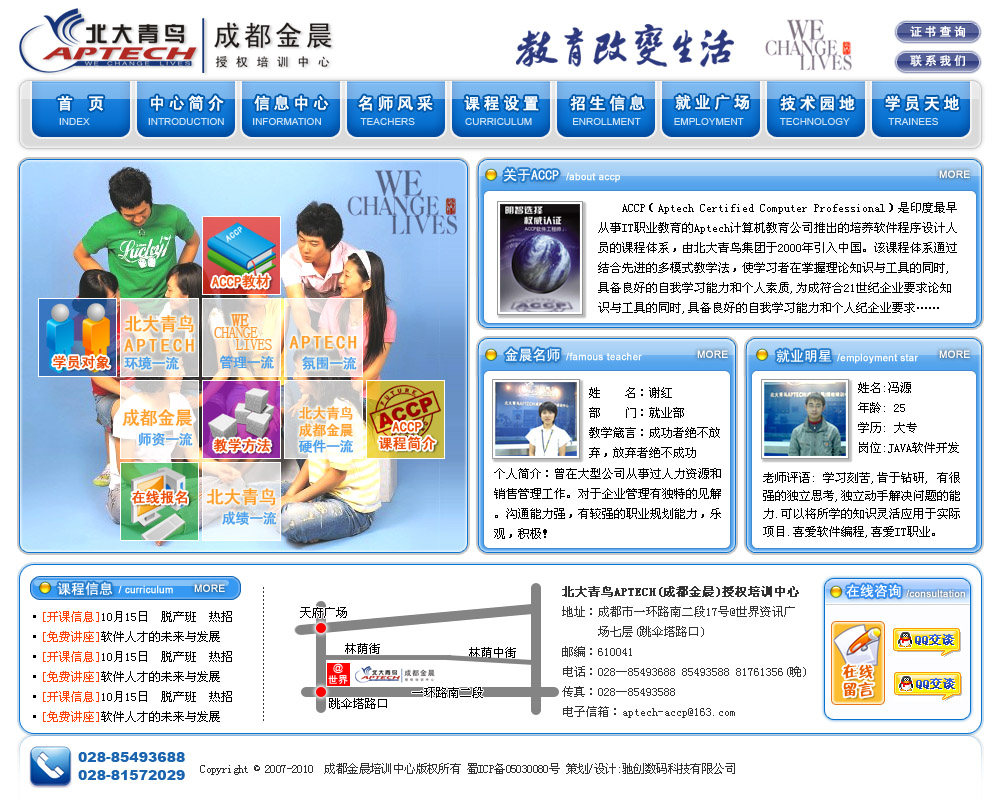 北大青鸟
APTECH
WE CHANGE LIVES
成都金晨
授权培训中心
教育改变生活
WE
CHANGE
LIVES
证书查询
联系我们
首 页
INDEX
中心简介
INTRODUCTION
信息中心
INFORMATION
名师风采
TEACHERS
课程设置
CURRICULUM
招生信息
ENROLLMENT
就业广场
EMPLOYMENT
技术园地
TECHNOLOGY
学员天地
TRAINEES
WE
CHANGE
LIVES
Lucky!
ACCP
ACCP教材
学员对象
北大青鸟
APTECH
环境一流
WE
CHANGE
LIVES
管理一流
APTECH
氛围一流
成都金晨
师资一流
教学方法
北大青鸟
成都金晨
硬件一流
FUTURE
ACCP
ACCP
课程简介
在线报名
北大青鸟
成绩一流
关于ACCP /about accp
MORE
明智选择
权威认证
ACCP软件工程师
ACCP
ACCP(Aptech Certified Computer Professional)是印度最早
从事IT职业教育的Aptech计算机教育公司推出的培养软件程序设计人
员的课程体系，由北大青鸟集团于2000年引入中国。该课程体系通过
结合先进的多模式教学法，使学习者在掌握理论知识与工具的同时,
具备良好的自我学习能力和个人素质,为成符合21世纪企业要求论知
识与工具的同时,具备良好的自我学习能力和个人纪企业要求……
金晨名师 /famous teacher
MORE
姓 名：谢红
部 门：就业部
教学箴言：成功者绝不放
弃，放弃者绝不成功
个人简介：曾在大型公司从事过人力资源和
销售管理工作。对于企业管理有独特的见解
。沟通能力强，有较强的职业规划能力，乐
观，积极!
就业明星 /employment star
MORE
姓名:冯源
年龄: 25
学历: 大专
岗位:JAVA软件开发
老师评语: 学习刻苦,肯于钻研, 有很
强的独立思考,独立动手解决问题的能
力.可以将所学的知识灵活应用于实际
项目.喜爱软件编程,喜爱IT职业。
课程信息 / curriculum
MORE
[开课信息]10月15日 脱产班 热招
[免费讲座]软件人才的未来与发展
[开课信息]10月15日 脱产班 热招
[免费讲座]软件人才的未来与发展
[开课信息]10月15日 脱产班 热招
[免费讲座]软件人才的未来与发展
天府广场
林荫街
林荫中街
@
世界
北大青鸟
APTECH
成都金晨
一环路南二段
跳伞塔路口
北大青鸟APTECH(成都金晨)授权培训中心
地址：成都市一环路南二段17号@世界资讯广
场七层(跳伞塔路口)
邮编：610041
电话：028—85493688 85493588 81761356(晚)
传真：028—85493588
电子信箱：aptech-accp@163.com
在线咨询 /consultation
在线
留言
QQ交谈
QQ交谈
028-85493688
028-81572029
Copyright © 2007-2010 成都金晨培训中心版权所有 蜀ICP备05030060号 策划/设计:驰创数码科技有限公司